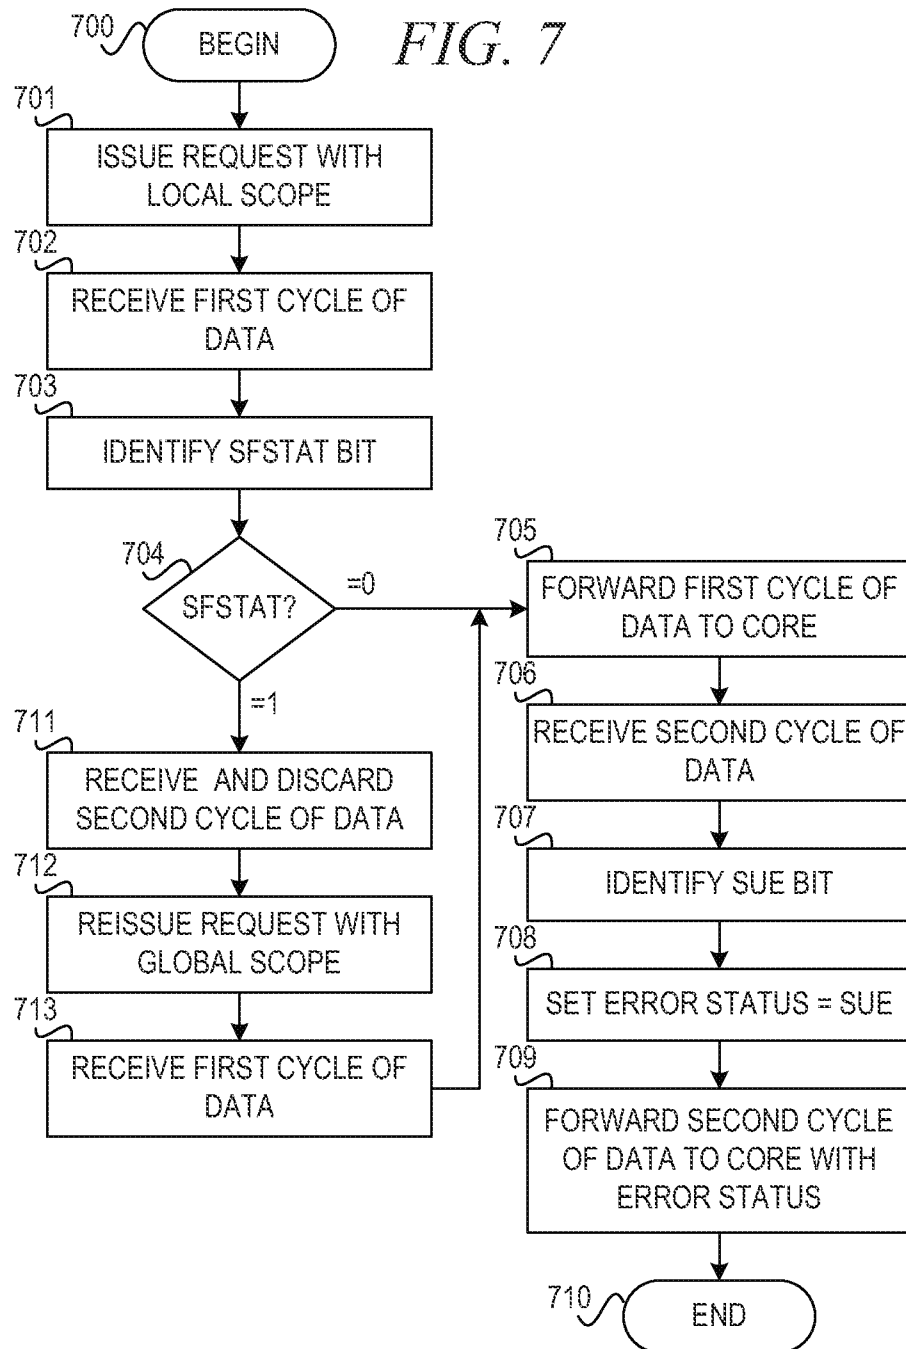 700
BEGIN
FIG. 7
701
ISSUE REQUEST WITH
LOCAL SCOPE
702
RECEIVE FIRST CYCLE OF
DATA
703
IDENTIFY SFSTAT BIT
704
SFSTAT?
=0
=1
711
RECEIVE AND DISCARD
SECOND CYCLE OF DATA
712
REISSUE REQUEST WITH
GLOBAL SCOPE
713
RECEIVE FIRST CYCLE OF
DATA
705
FORWARD FIRST CYCLE OF
DATA TO CORE
706
RECEIVE SECOND CYCLE OF
DATA
707
IDENTIFY SUE BIT
708
SET ERROR STATUS = SUE
709
FORWARD SECOND CYCLE
OF DATA TO CORE WITH
ERROR STATUS
710
END